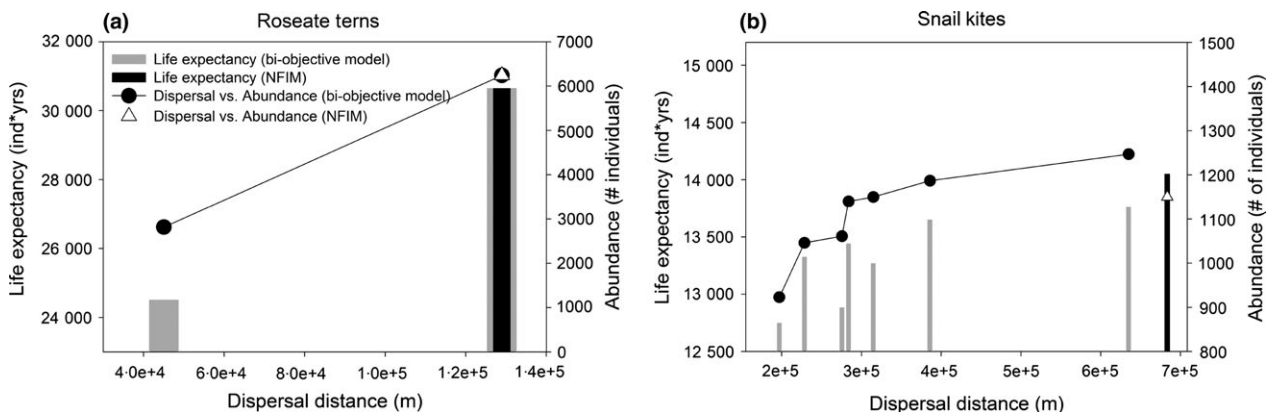 (a) Roseate terns
Life expectancy (bi-objective model)
Life expectancy (NFIM)
Dispersal vs. Abundance (bi-objective model)
Dispersal vs. Abundance (NFIM)
32 000
30 000
28 000
26 000
24 000
Life expectancy (ind*yrs)
7000
6000
5000
4000
3000
2000
1000
0
Abundance (# individuals)
4·0e+4 6·0e+4 8·0e+4 1·0e+5 1·2e+5 1·4e+5
Dispersal distance (m)
(b) Snail kites
15 000
14 500
14 000
13 500
13 000
12 500
Life expectancy (ind*yrs)
1500
1400
1300
1200
1100
1000
900
800
Abundance (# of individuals)
2e+5 3e+5 4e+5 5e+5 6e+5 7e+5
Dispersal distance (m)